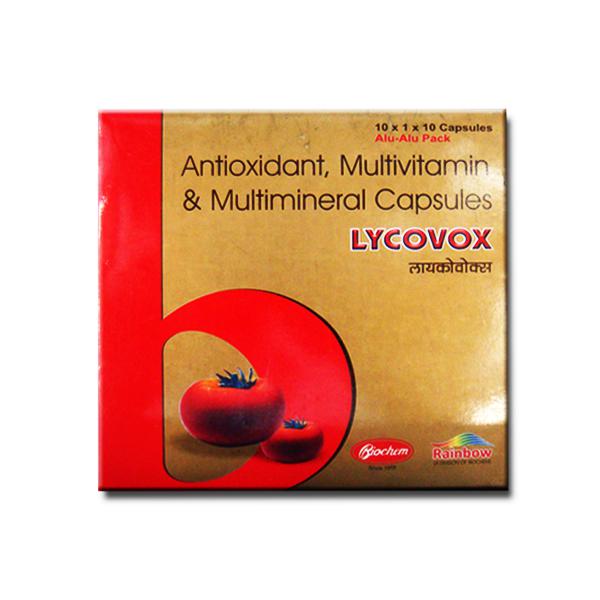 10 x 1 x 10 Capsules
Alu-Alu Pack
Antioxidant, Multivitamin
& Multimineral Capsules
LYCOVOX
लायकोवोक्स
Biochem
Rainbow